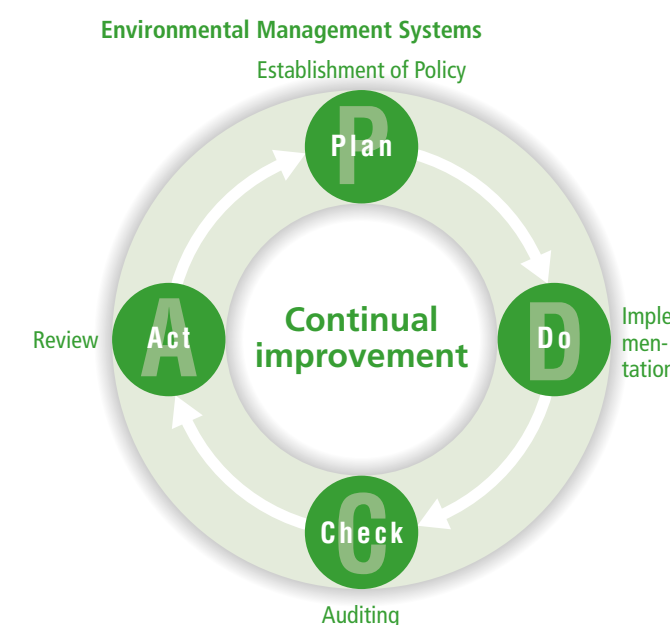 Environmental Management Systems
Establishment of Policy
P
Plan
Continual
improvement
Review
A
Act
D
Do
Imple
men-
tation
C
Check
Auditing